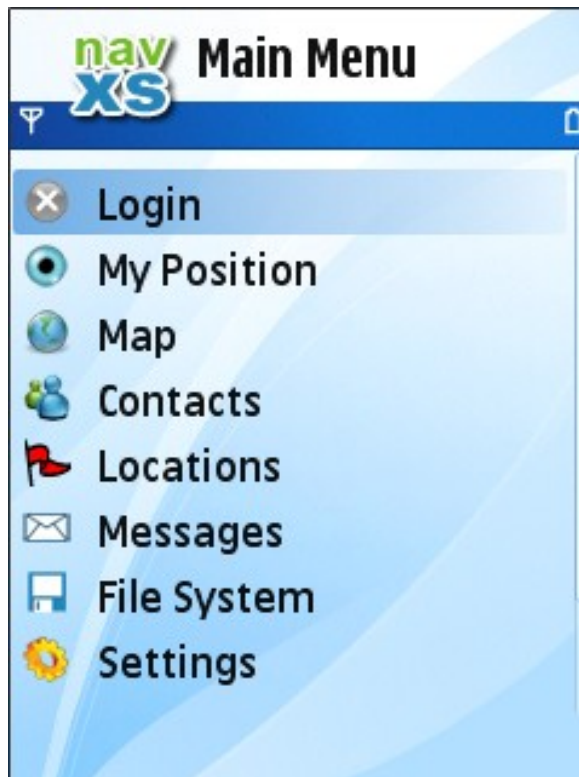 nav Main Menu
XS
Login
My Position
Map
Contacts
Locations
Messages
File System
Settings